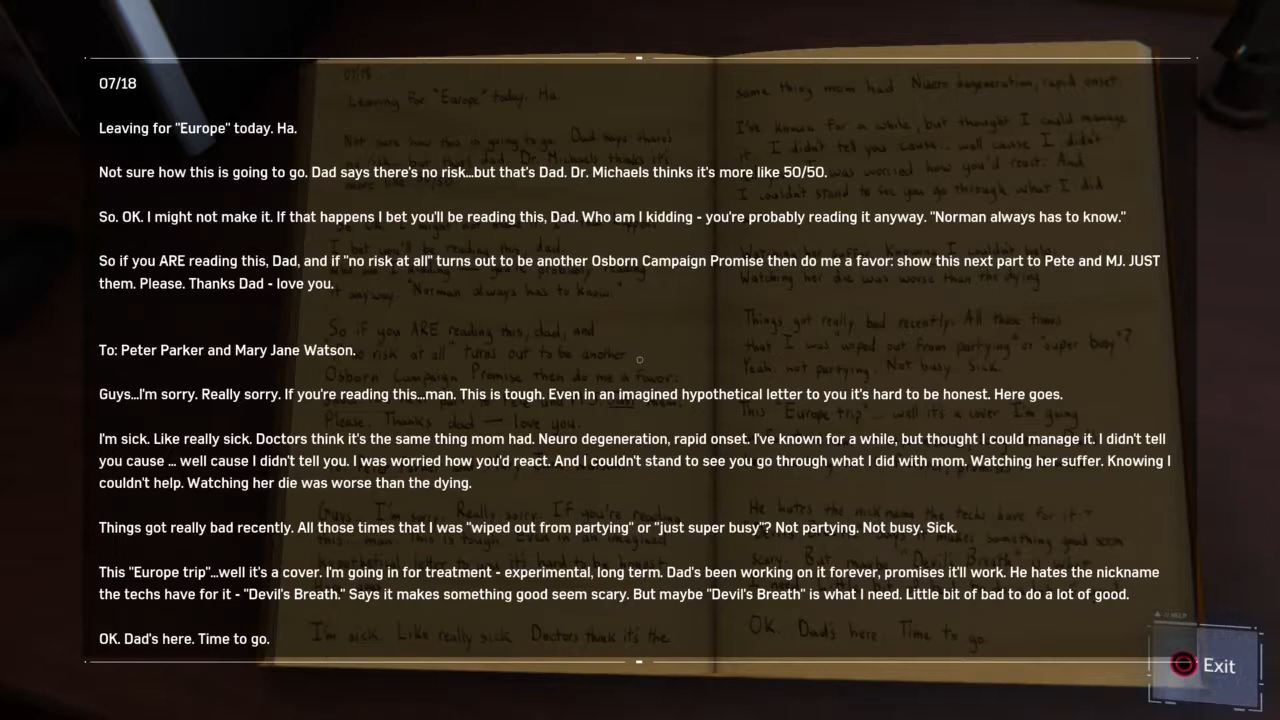 07/18
Leaving for "Europe" today. Ha.
Not sure how this is going to go. Dad says there's no risk...but that's Dad. Dr. Michaels thinks it's more like 50/50.
So. OK. I might not make it. If that happens I bet you'll be reading this, Dad. Who am I kidding - you're probably reading it anyway. "Norman always has to know."
So if you ARE reading this, Dad, and if "no risk at all" turns out to be another Osborn Campaign Promise then do me a favor: show this next part to Pete and MJ. JUST
them. Please. Thanks Dad - love you.
To: Peter Parker and Mary Jane Watson.
Guys...I'm sorry. Really sorry. If you're reading this...man. This is tough. Even in an imagined hypothetical letter to you it's hard to be honest. Here goes.
I'm sick. Like really sick. Doctors think it's the same thing mom had. Neuro degeneration, rapid onset. I've known for a while, but thought I could manage it. I didn't tell
you cause ... well cause I didn't tell you. I was worried how you'd react. And I couldn't stand to see you go through what I did with mom. Watching her suffer. Knowing I
couldn't help. Watching her die was worse than the dying.
Things got really bad recently. All those times that I was "wiped out from partying" or "just super busy"? Not partying. Not busy. Sick.
This "Europe trip"...well it's a cover. I'm going in for treatment - experimental, long term. Dad's been working on it forever, promises it'll work. He hates the nickname
the techs have for it - "Devil's Breath." Says it makes something good seem scary. But maybe "Devil's Breath" is what I need. Little bit of bad to do a lot of good.
OK. Dad's here. Time to go.
// HELP
Exit